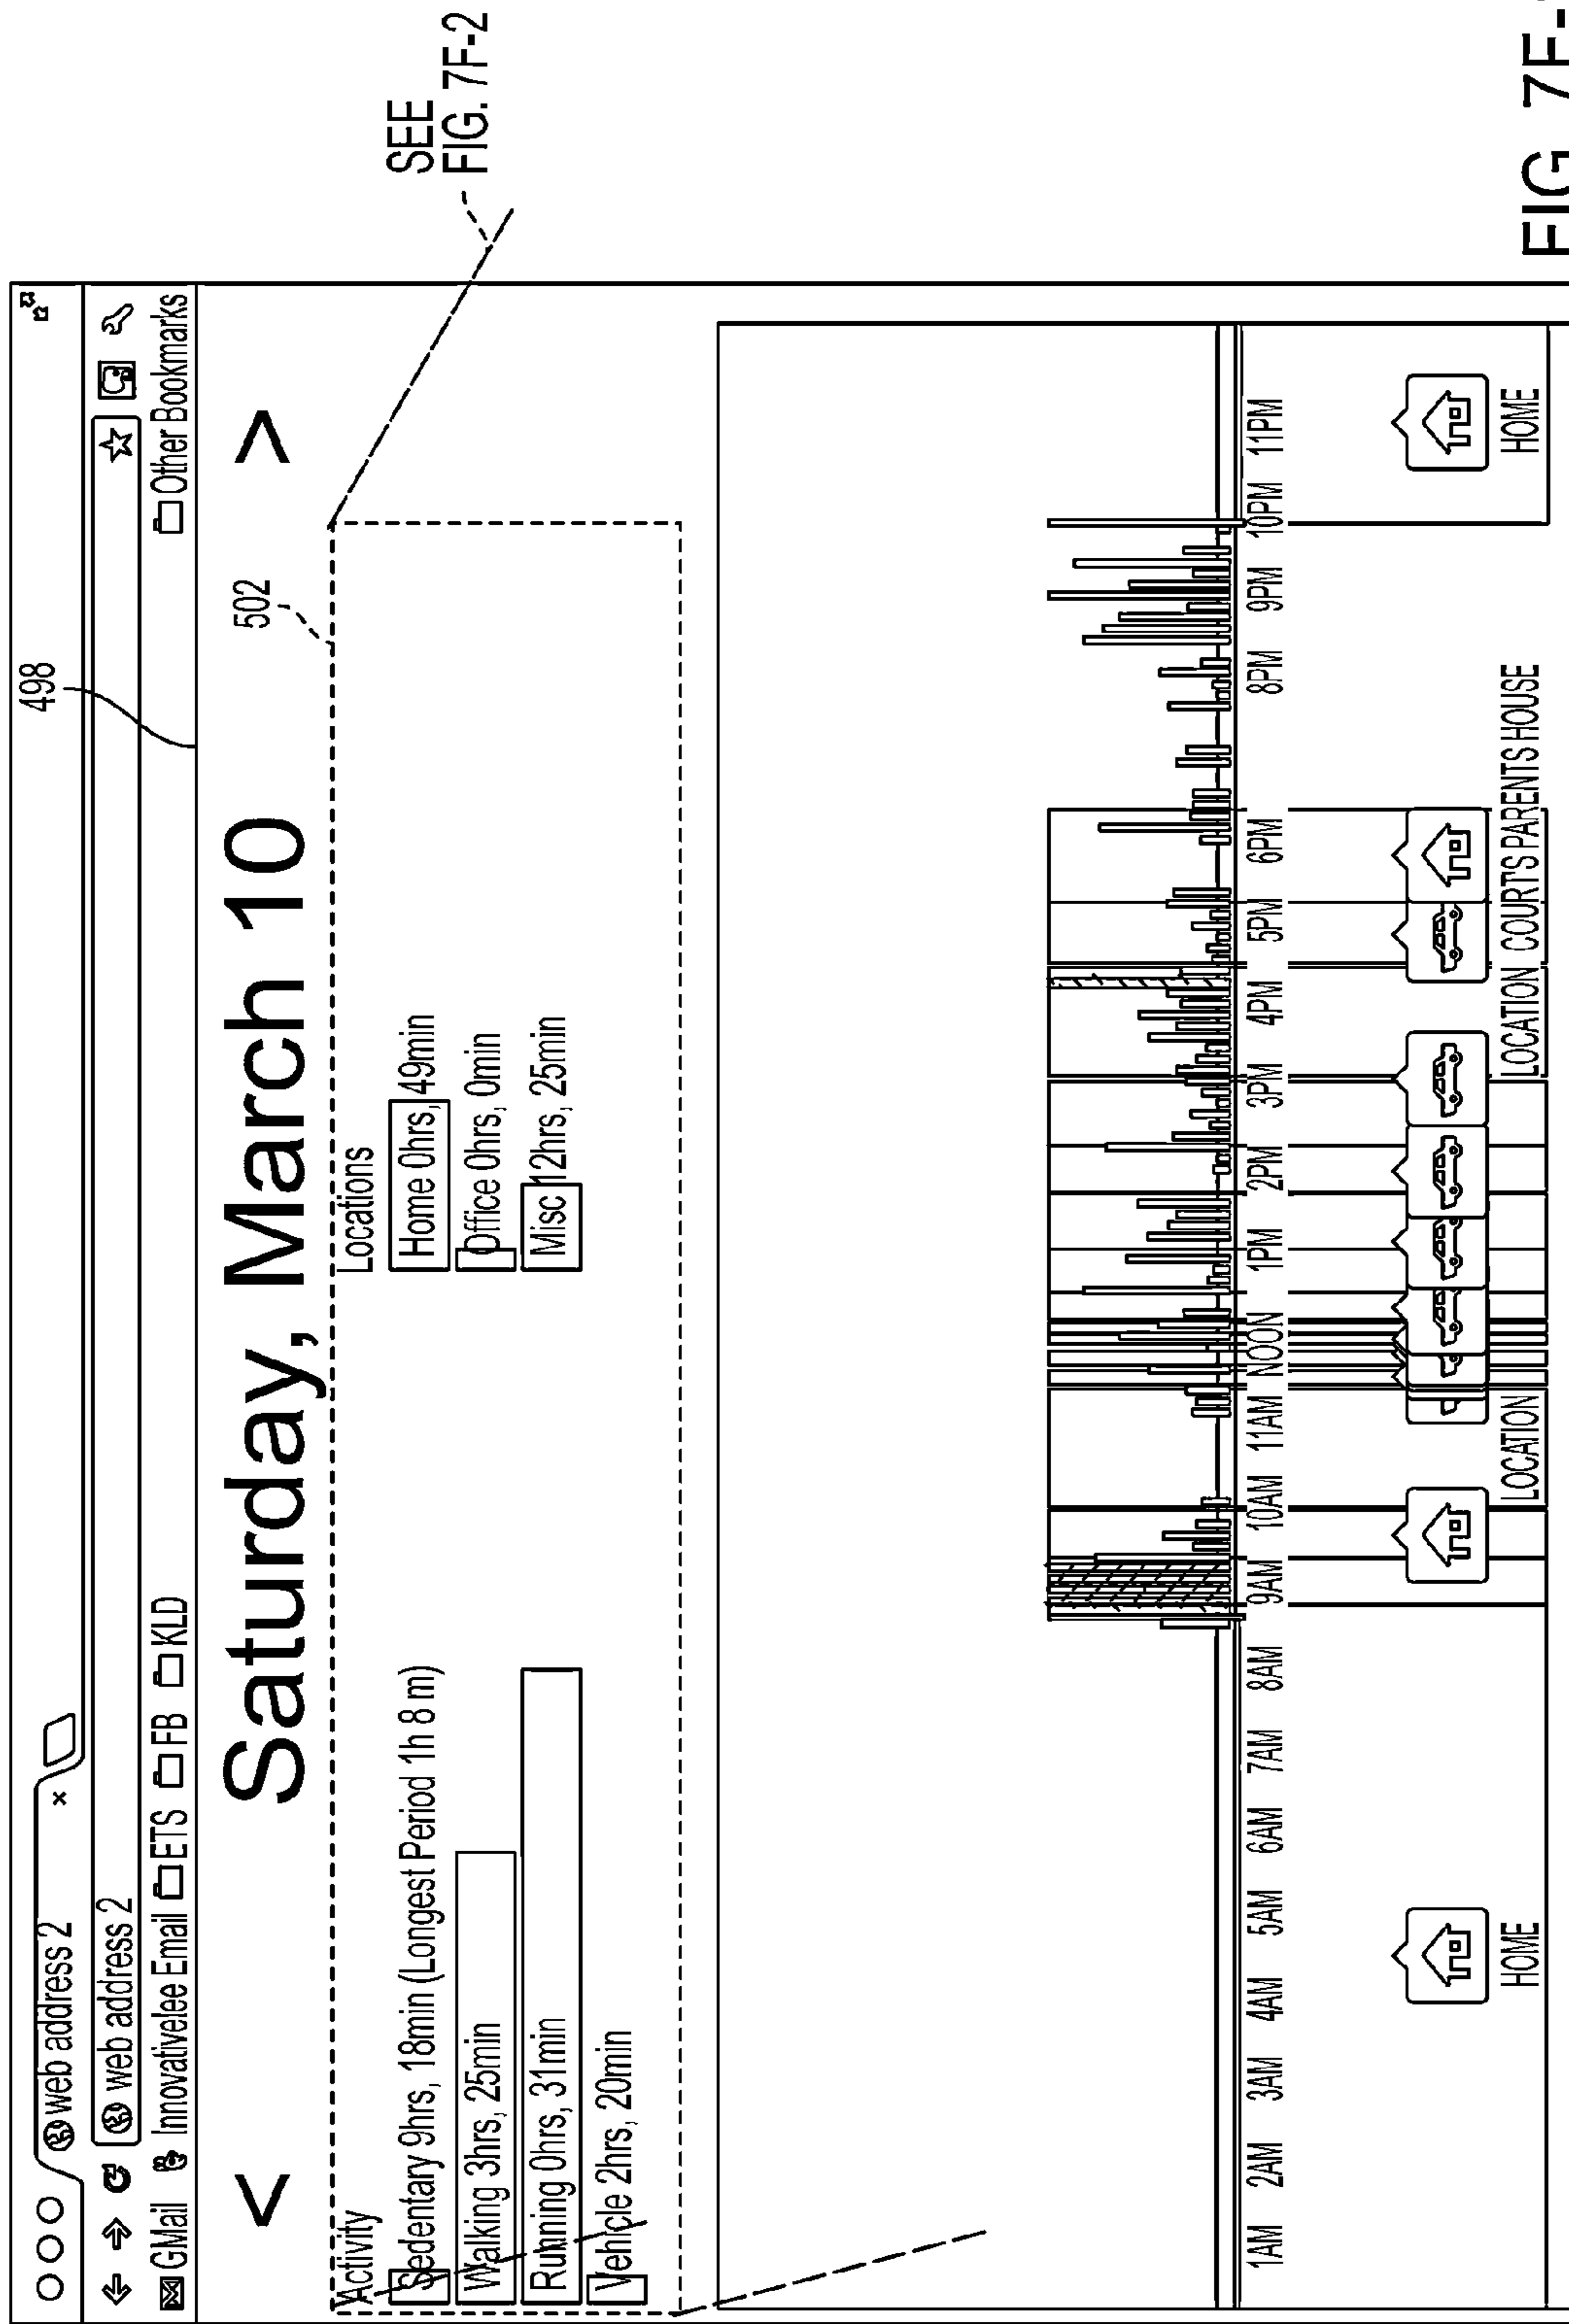 498
web address 2 ×
web address 2
GMail Innovativelee Email ETS FB KLD Other Bookmarks
< Saturday, March 10 >
502
SEE
FIG. 7F-2
Activity Locations
Sedentary 9hrs, 18min (Longest Period 1h 8 m) Home 0hrs, 49min
Walking 3hrs, 25min Office 0hrs, 0min
Running 0hrs, 31min Misc 12hrs, 25min
Vehicle 2hrs, 20min
1AM 2AM 3AM 4AM 5AM 6AM 7AM 8AM 9AM 10AM 11AM NOON 1PM 2PM 3PM 4PM 5PM 6PM 8PM 9PM 10PM 11PM
HOME LOCATION LOCATION COURT'S PARENTS HOUSE HOME
FIG. 7F-